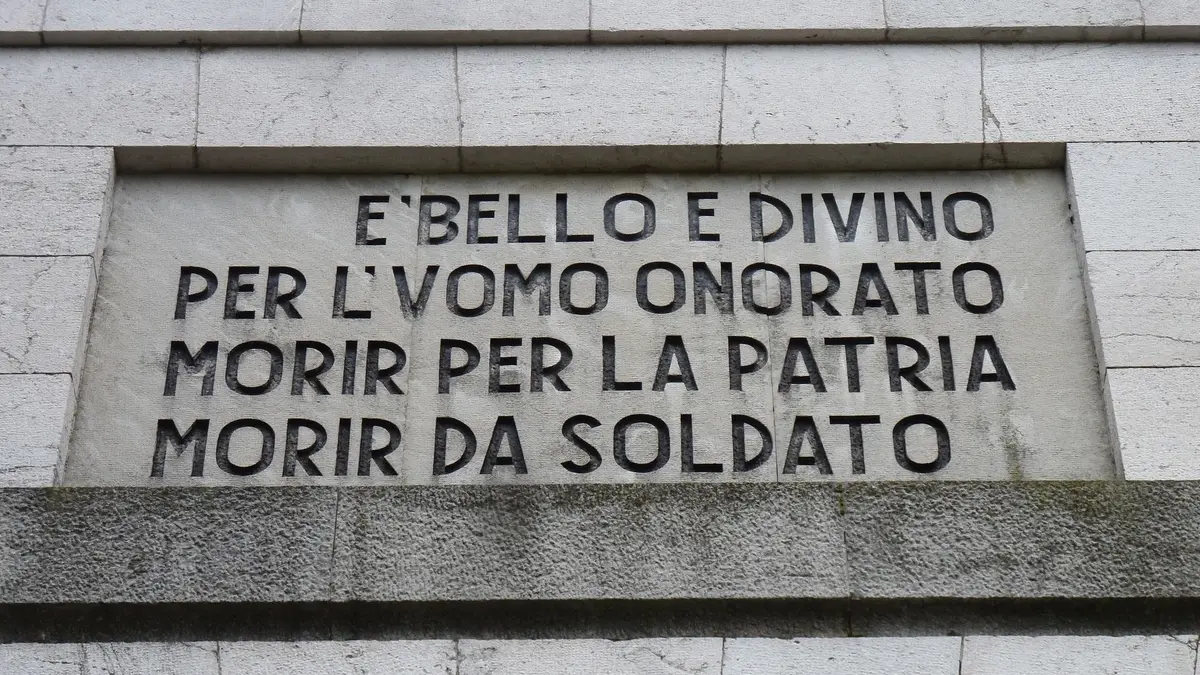 E'BELLO E DIVINO
PER L'VOMO ONORATO
MORIR PER LA PATRIA
MORIR DA SOLDATO